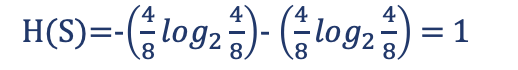 H(S)=-(4/8 log₂ 4/8)- (4/8 log₂ 4/8) = 1